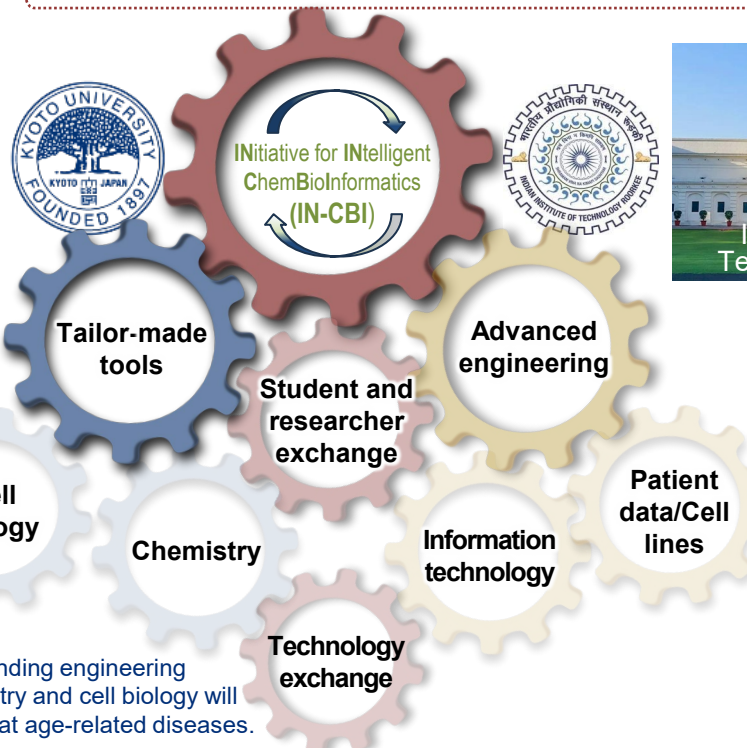 KYOTO UNIVERSITY
KYOTO JAPAN
FOUNDED 1897
INitiative for INtelligent
ChemBioInformatics
(IN-CBI)
भारतीय प्रौद्योगिकी संस्थान रूड़की
INDIAN INSTITUTE OF TECHNOLOGY ROORKEE
I
Te
Tailor-made
tools
Advanced
engineering
Student and
researcher
exchange
ll
ogy
Chemistry
Information
technology
Patient
data/Cell
lines
Technology
exchange
nding engineering
try and cell biology will
at age-related diseases.